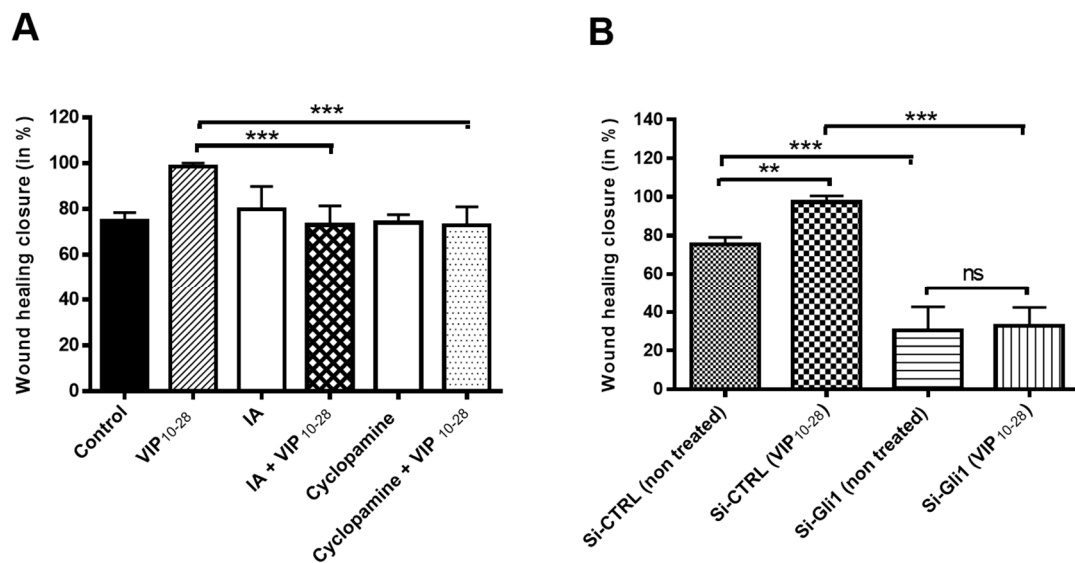 A
Wound healing closure (in %)
120
100
80
60
40
20
0
***
***
Control
VIP10-28
IA
IA + VIP10-28
Cyclopamine
Cyclopamine + VIP 10-28
B
Wound healing closure (in %)
140
120
100
80
60
40
20
0
***
***
**
ns
Si-CTRL (non treated)
Si-CTRL (VIP10-28)
Si-Gli1 (non treated)
Si-Gli1 (VIP 10-28)